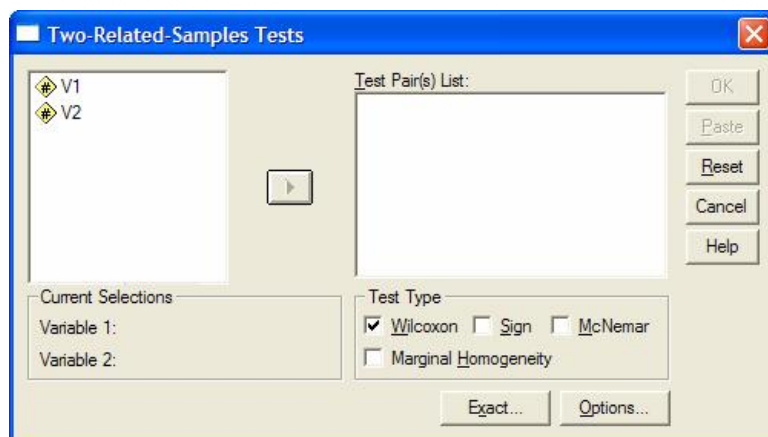 Two-Related-Samples Tests
# V1
# V2
Test Pair(s) List:
OK
Paste
Reset
Cancel
Help
Current Selections
Variable 1:
Variable 2:
Test Type
Wilcoxon Sign McNemar
Marginal Homogeneity
Exact... Options...